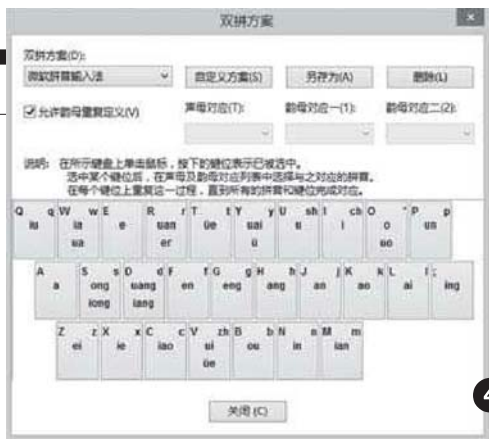 双拼方案
双拼方案(D):
微软拼音输入法 自定义方案(S) 另存为(A) 删除(L)
允许韵母重复定义(V) 声母对应(T): 韵母对应一(1): 韵母对应二(2):
说明: 在所示键盘上单击鼠标，按下的键位表示已被选中。
选中某个键位后，在声母及韵母对应列表中选择与之对应的拼音。
在每个键位上重复这一过程，直到所有的拼音和键位完成对应。
Q q W w E R r T t Y y U sh I ch O ' P p
iu ia e uan üe uai u i o un
ua er ü uo
A S s D d F f G g H h J j K k L l ;
a ong uang en eng ang an ao ai ing
iong iang
Z z X x C c V zh B b N n M m
ei ie iao ui ou in ian
üe
关闭 (C)
4